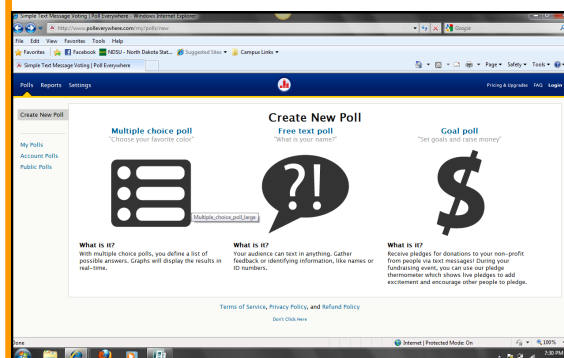 Simple Text Message Voting | Poll Everywhere - Windows Internet Explorer
http://www.polleverywhere.com/my/polls/new
Google
File Edit View Favorites Tools Help
Favorites Facebook NDSU - North Dakota Stat... Suggested Sites Campus Links
Simple Text Message Voting | Poll Everywhere
Page Safety Tools
Polls Reports Settings
Pricing & Upgrades FAQ Login
Create New Poll
My Polls
Account Polls
Public Polls
Create New Poll
Multiple choice poll
"Choose your favorite color"
Multiple_choice_poll_large
What is it?
With multiple choice polls, you define a list of
possible answers. Graphs will display the results in
real-time.
Free text poll
"What is your name?"
?!
What is it?
Your audience can text in anything. Gather
feedback or identifying information, like names or
ID numbers.
Goal poll
"Set goals and raise money"
$
What is it?
Receive pledges for donations to your non-profit
from people via text messages! During your
fundraising event, you can use our pledge
thermometer which shows live pledges to add
excitement and encourage other people to pledge.
Terms of Service, Privacy Policy, and Refund Policy
Don't Click Here
Done
Internet | Protected Mode: On
100%
7:30 PM